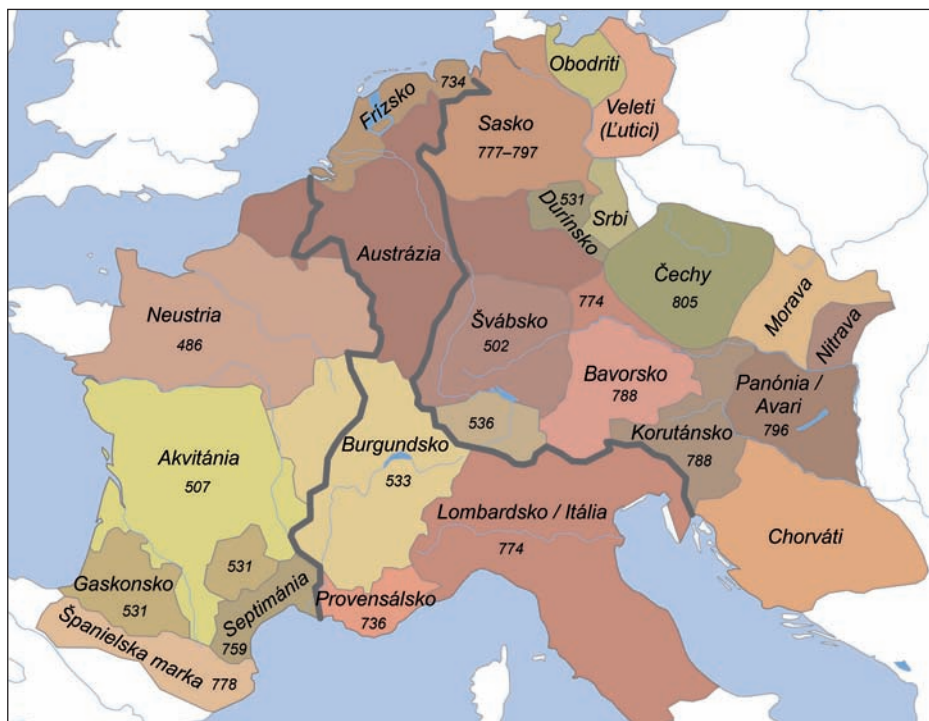 Obodriti
Veleti
(Ľutici)
Frízsko
734
Sasko
777–797
531
Durínsko
Srbi
Austrázia
Čechy
805
Morava
Nitrava
774
Neustria
486
Švábsko
502
Bavorsko
788
Panónia /
Avari
796
536
Korutánsko
788
Akvitánia
507
Burgundsko
533
Lombardsko / Itália
774
Chorváti
531
Gaskonsko
531
Septimánia
759
Provensálsko
736
Španielska marka
778